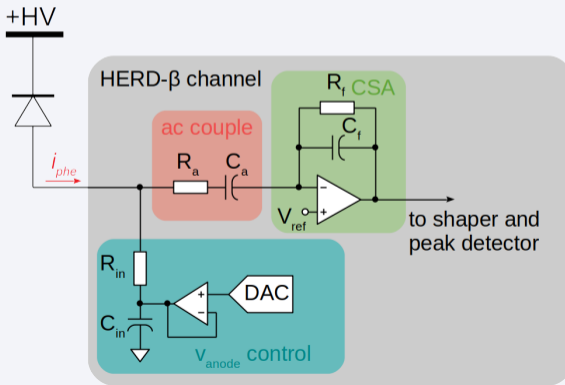 +HV
HERD-β channel
R_f CSA
ac couple
C_f
i_phe
R_a C_a
−
V_ref
+
to shaper and
peak detector
R_in
+
DAC
−
C_in
v_anode control